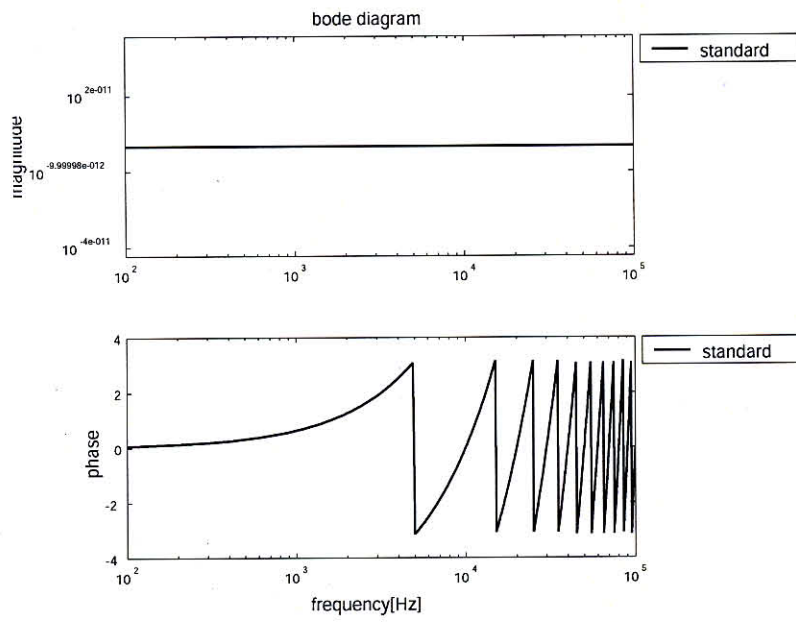 bode diagram
standard
magnitude
10^2e-011
10^-9.99998e-012
10^-4e-011
10^2 10^3 10^4 10^5
standard
phase
4
2
0
-2
-4
10^2 10^3 10^4 10^5
frequency[Hz]